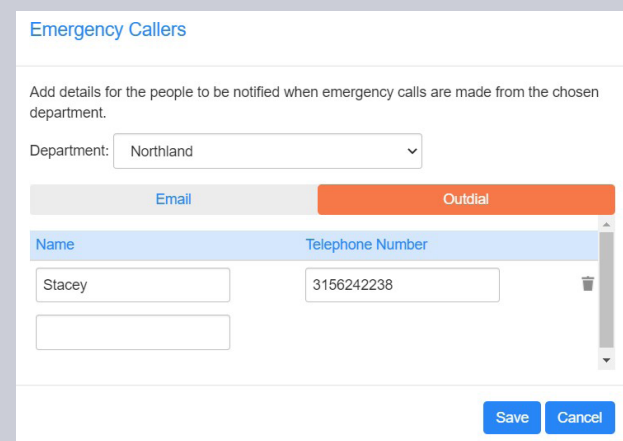 Emergency Callers
Add details for the people to be notified when emergency calls are made from the chosen
department.
Department: Northland
Email Outdial
Name Telephone Number
Stacey 3156242238
Save Cancel